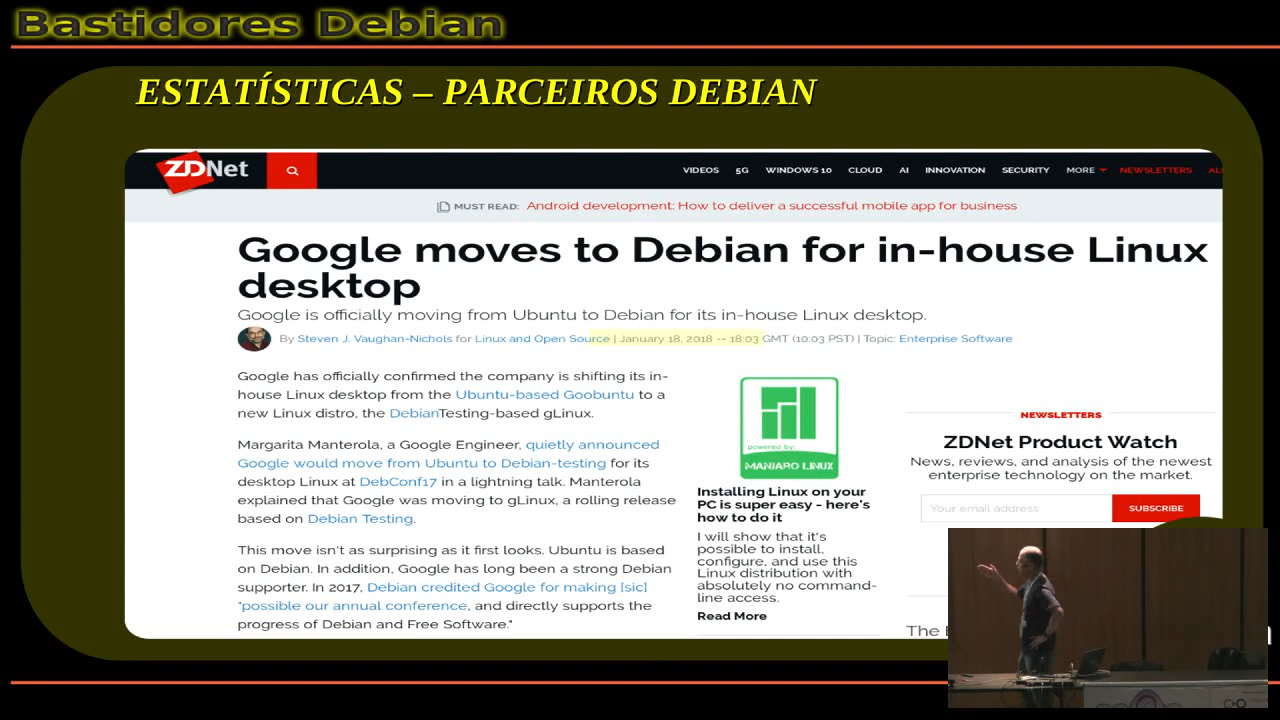 Bastidores Debian
ESTATÍSTICAS – PARCEIROS DEBIAN
ZDNet
VIDEOS 5G WINDOWS 10 CLOUD AI INNOVATION SECURITY MORE NEWSLETTERS
MUST READ: Android development: How to deliver a successful mobile app for business
Google moves to Debian for in-house Linux
desktop
Google is officially moving from Ubuntu to Debian for its in-house Linux desktop.
By Steven J. Vaughan-Nichols for Linux and Open Source | January 18, 2018 -- 18:03 GMT (10:03 PST) | Topic: Enterprise Software
Google has officially confirmed the company is shifting its in-
house Linux desktop from the Ubuntu-based Goobuntu to a
new Linux distro, the DebianTesting-based gLinux.
Margarita Manterola, a Google Engineer, quietly announced
Google would move from Ubuntu to Debian-testing for its
desktop Linux at DebConf17 in a lightning talk. Manterola
explained that Google was moving to gLinux, a rolling release
based on Debian Testing.
This move isn't as surprising as it first looks. Ubuntu is based
on Debian. In addition, Google has long been a strong Debian
supporter. In 2017, Debian credited Google for making [sic]
"possible our annual conference, and directly supports the
progress of Debian and Free Software."
powered by:
MANJARO LINUX
Installing Linux on your
PC is super easy - here's
how to do it
I will show that it's
possible to install,
configure, and use this
Linux distribution with
absolutely no command-
line access.
Read More
NEWSLETTERS
ZDNet Product Watch
News, reviews, and analysis of the newest
enterprise technology on the market.
Your email address
SUBSCRIBE
The